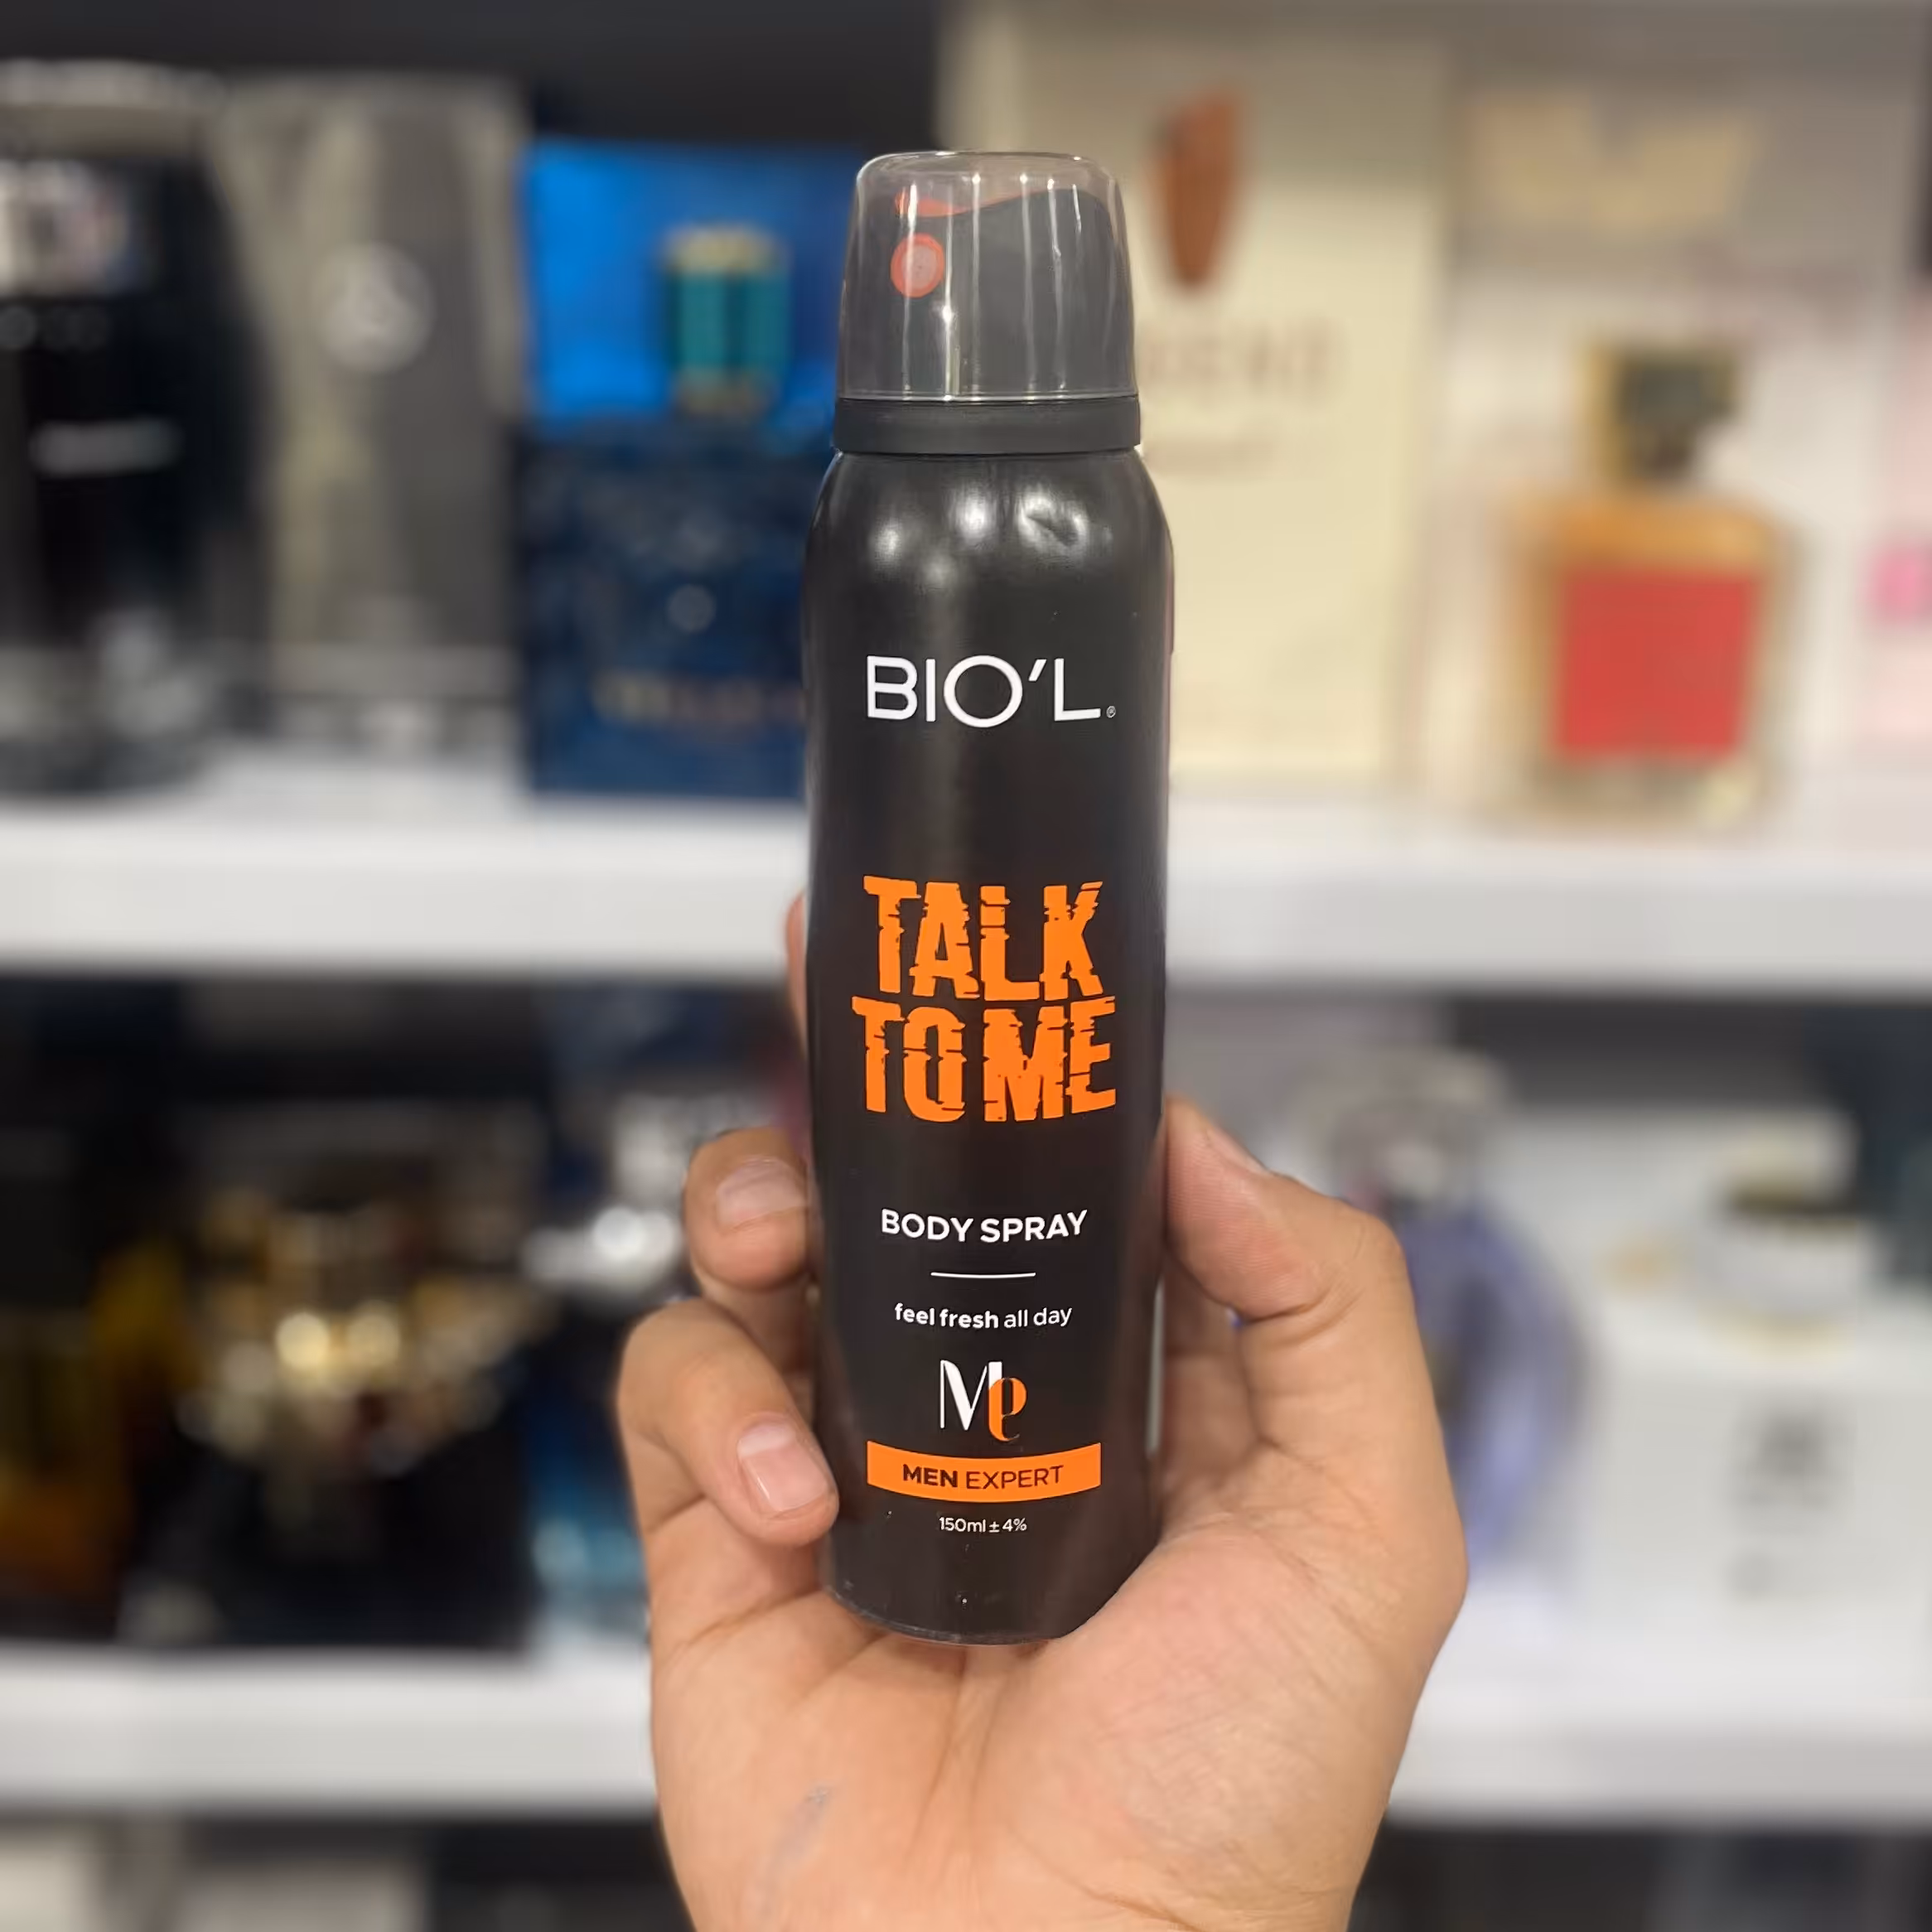 BIO'L®
TALK
TO ME
BODY SPRAY
feel fresh all day
Me
MEN EXPERT
150ml ± 4%